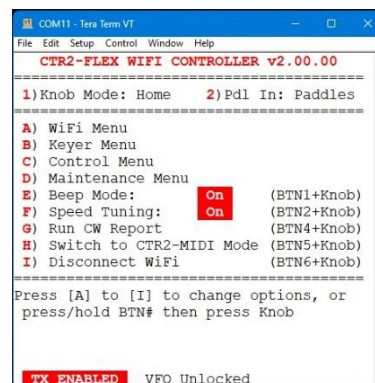 COM11 - Tera Term VT
File Edit Setup Control Window Help
CTR2-FLEX WIFI CONTROLLER v2.00.00
==========================================
1)Knob Mode: Home 2)Pdl In: Paddles
==========================================
A) WiFi Menu
B) Keyer Menu
C) Control Menu
D) Maintenance Menu
E) Beep Mode: On (BTN1+Knob)
F) Speed Tuning: On (BTN2+Knob)
G) Run CW Report (BTN4+Knob)
H) Switch to CTR2-MIDI Mode (BTN5+Knob)
I) Disconnect WiFi (BTN6+Knob)
==========================================
Press [A] to [I] to change options, or
press/hold BTN# then press Knob
TX ENABLED VFO Unlocked